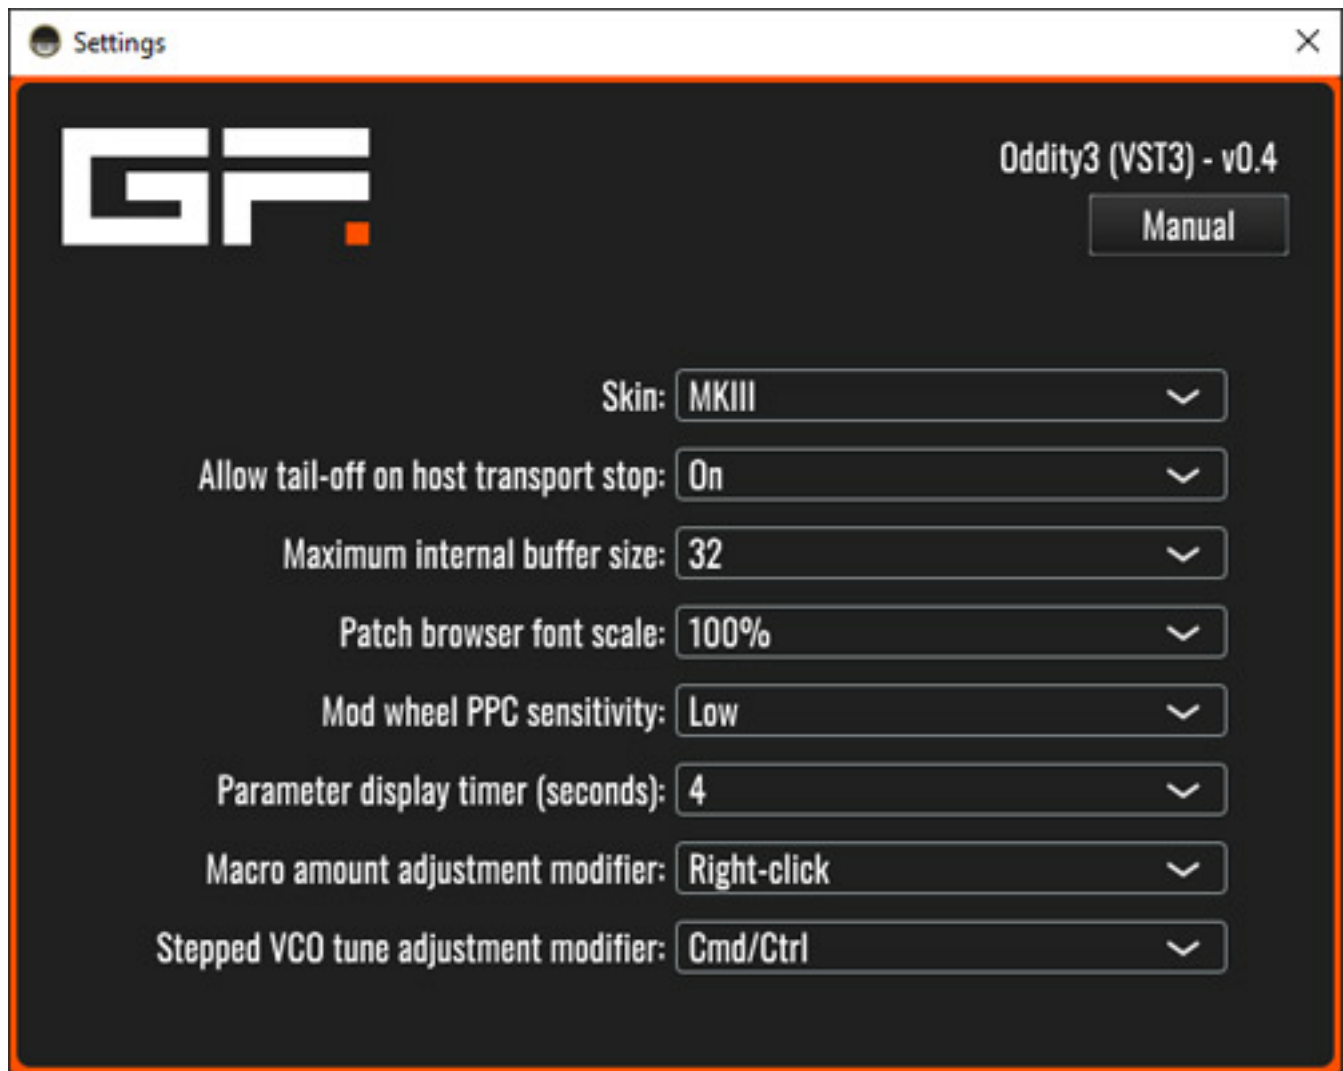 Settings
GF.
Oddity3 (VST3) - v0.4
Manual
Skin: MKIII
Allow tail-off on host transport stop: On
Maximum internal buffer size: 32
Patch browser font scale: 100%
Mod wheel PPC sensitivity: Low
Parameter display timer (seconds): 4
Macro amount adjustment modifier: Right-click
Stepped VCO tune adjustment modifier: Cmd/Ctrl